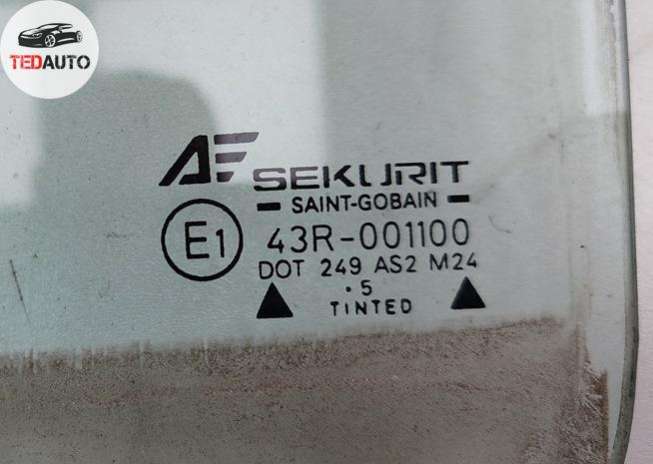 TEDAUTO
AF SEKURIT
SAINT-GOBAIN
E1 43R-001100
DOT 249 AS2 M24
.5
TINTED